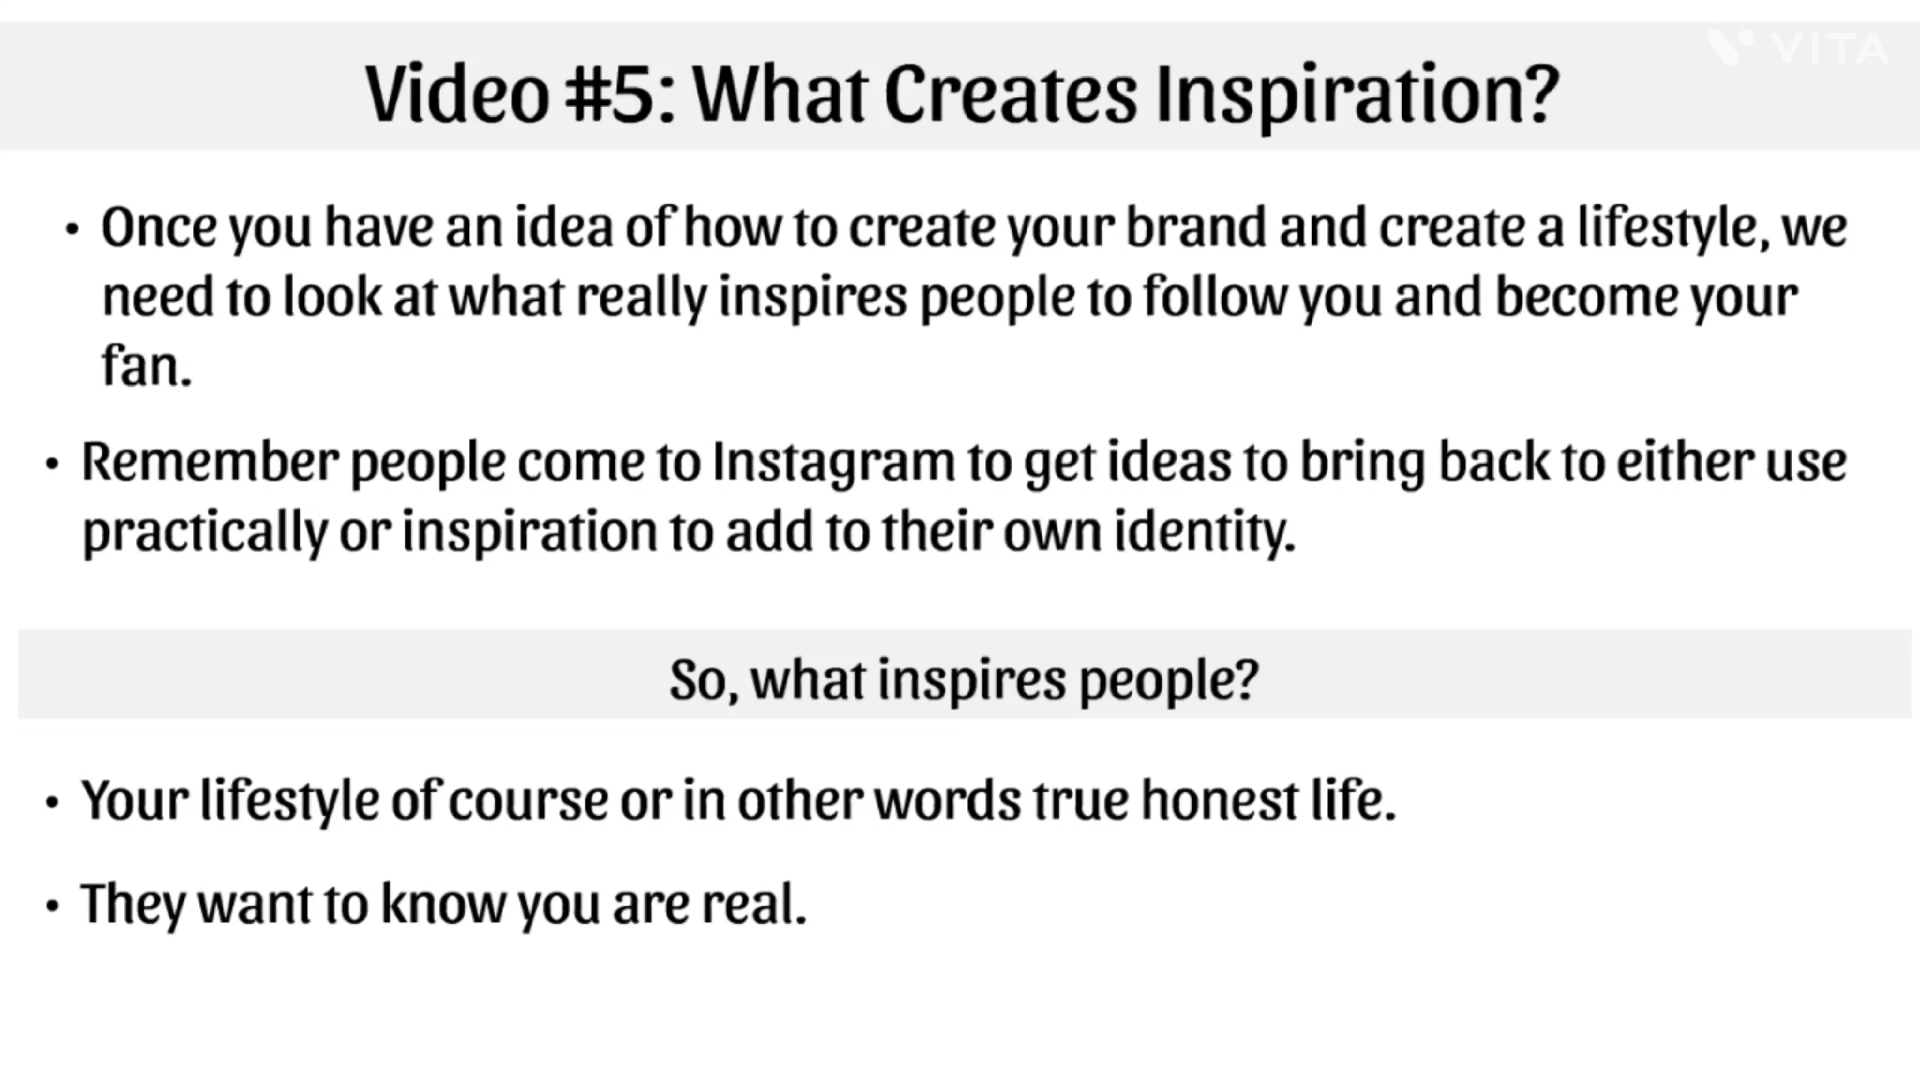 VITA
Video #5: What Creates Inspiration?
• Once you have an idea of how to create your brand and create a lifestyle, we
need to look at what really inspires people to follow you and become your
fan.
• Remember people come to Instagram to get ideas to bring back to either use
practically or inspiration to add to their own identity.
So, what inspires people?
• Your lifestyle of course or in other words true honest life.
• They want to know you are real.